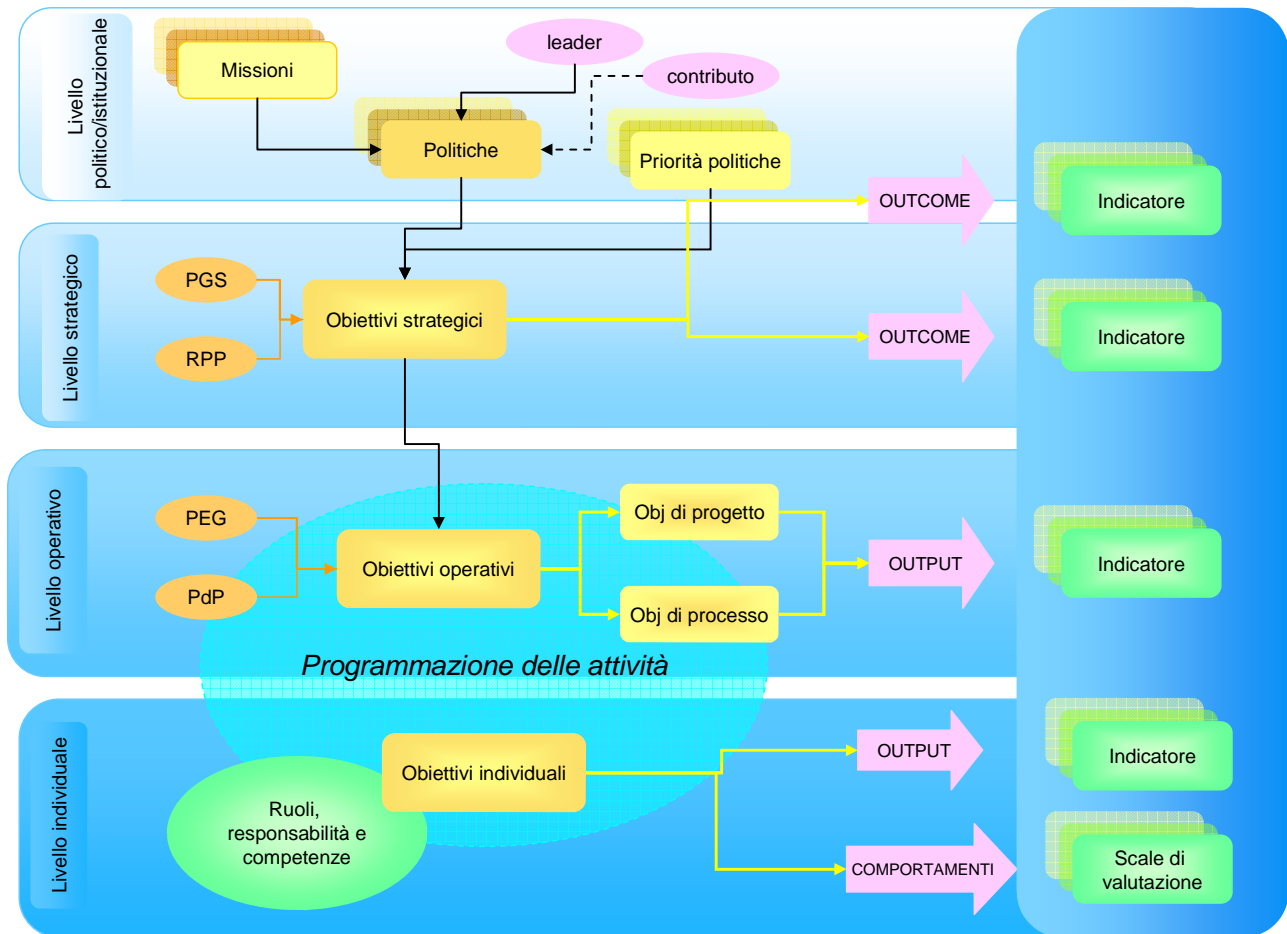 Livello
politico/istituzionale
Missioni
leader
contributo
Politiche
Priorità politiche
OUTCOME
Indicatore
Livello strategico
PGS
RPP
Obiettivi strategici
OUTCOME
Indicatore
Livello operativo
PEG
PdP
Obiettivi operativi
Obj di progetto
Obj di processo
OUTPUT
Indicatore
Programmazione delle attività
Livello individuale
Obiettivi individuali
Ruoli,
responsabilità e
competenze
OUTPUT
Indicatore
COMPORTAMENTI
Scale di
valutazione